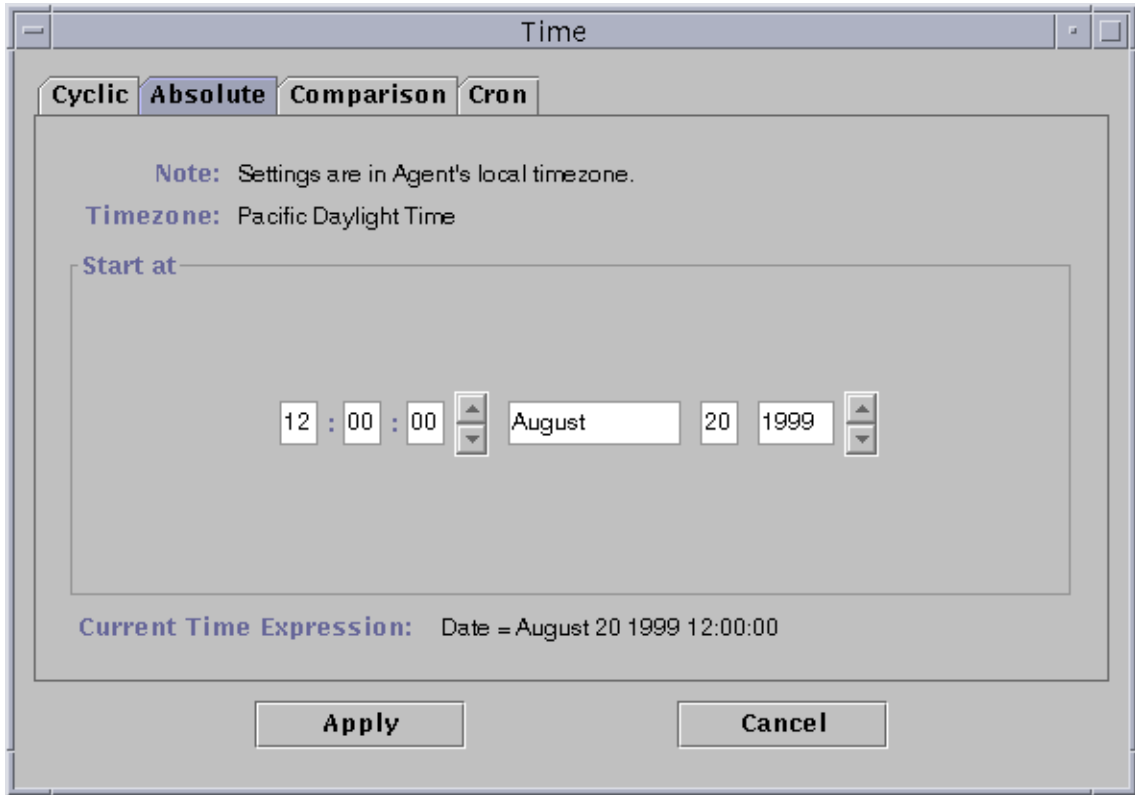 Time
Cyclic Absolute Comparison Cron
Note: Settings are in Agent's local timezone.
Timezone: Pacific Daylight Time
Start at
12 : 00 : 00 August 20 1999
Current Time Expression: Date = August 20 1999 12:00:00
Apply Cancel